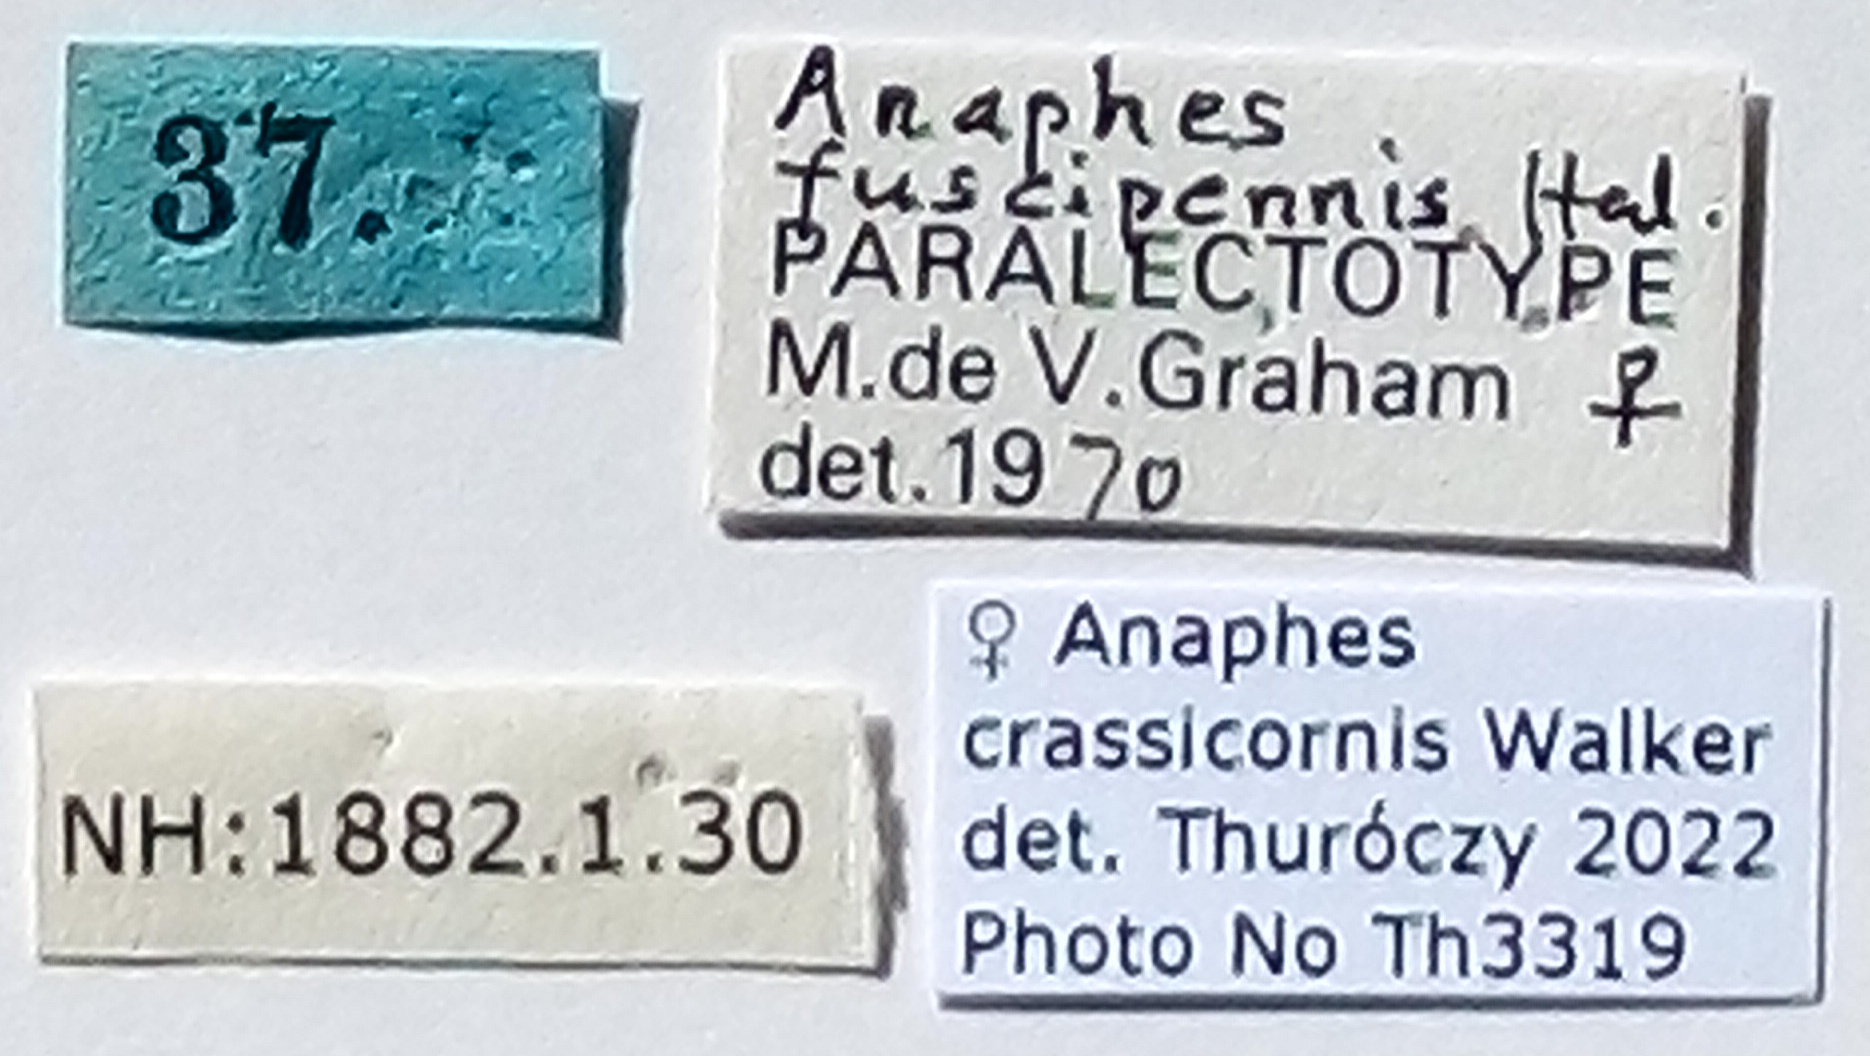 37.
Anaphes
fuscipennis Hal.
PARALECTOTYPE
M.de V.Graham ♀
det.1970
NH:1882.1.30
♀ Anaphes
crassicornis Walker
det. Thuróczy 2022
Photo No Th3319